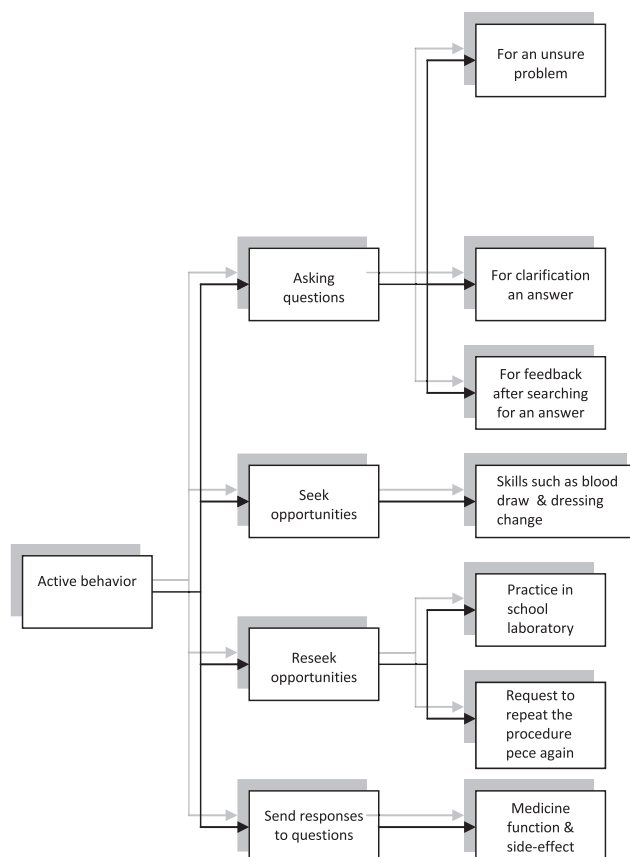 For an unsure
problem
Asking
questions
For clarification
an answer
For feedback
after searching
for an answer
Seek
opportunities
Skills such as blood
draw & dressing
change
Active behavior
Practice in
school
laboratory
Reseek
opportunities
Request to
repeat the
procedure
pece again
Send responses
to questions
Medicine
function &
side-effect